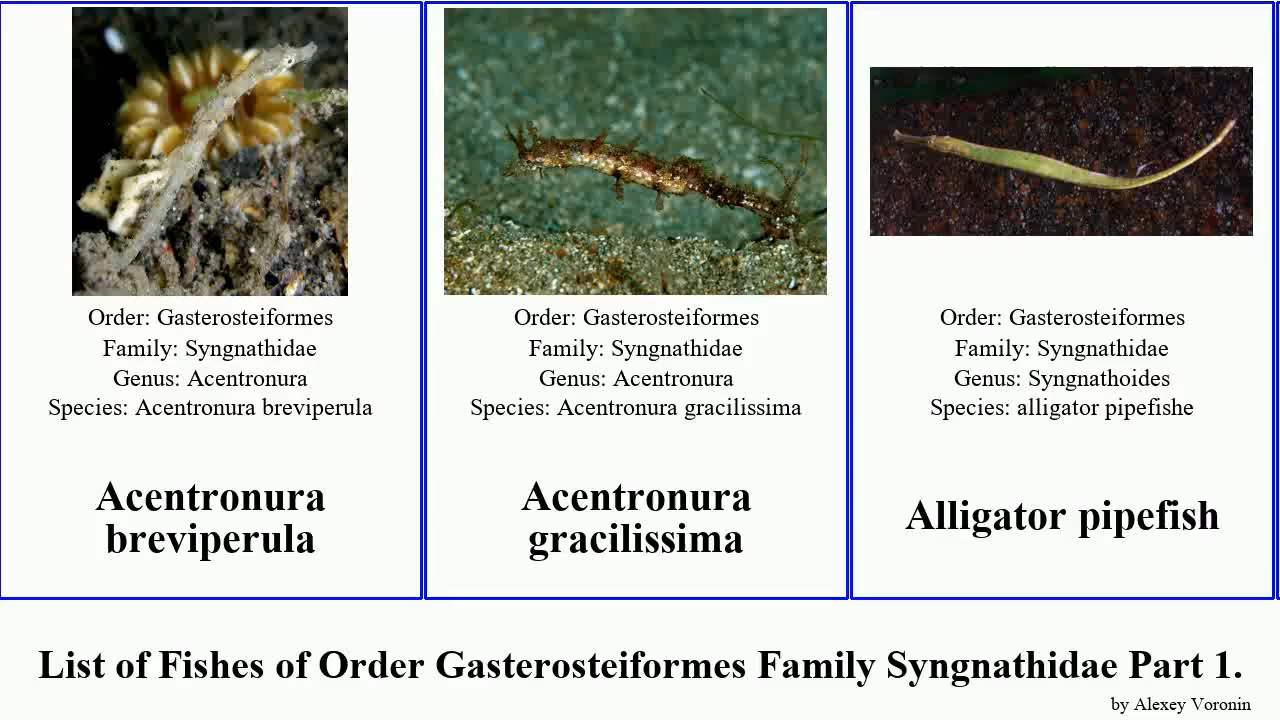 Order: Gasterosteiformes
Family: Syngnathidae
Genus: Acentronura
Species: Acentronura breviperula
Acentronura
breviperula
Order: Gasterosteiformes
Family: Syngnathidae
Genus: Acentronura
Species: Acentronura gracilissima
Acentronura
gracilissima
Order: Gasterosteiformes
Family: Syngnathidae
Genus: Syngnathoides
Species: alligator pipefishe
Alligator pipefish
List of Fishes of Order Gasterosteiformes Family Syngnathidae Part 1.
by Alexey Voronin